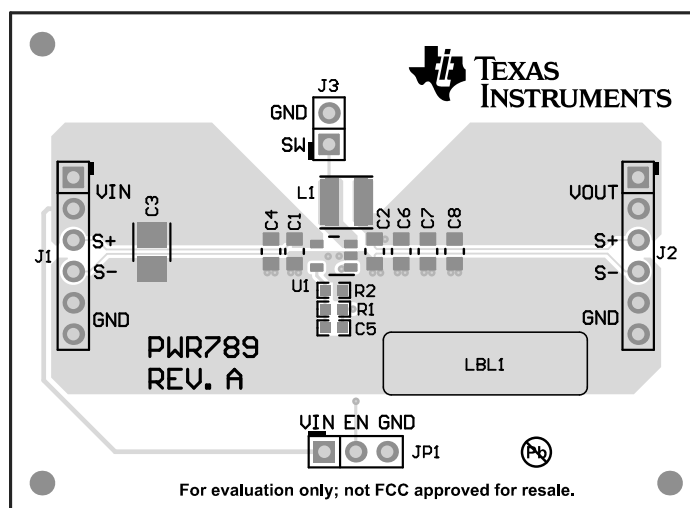 TEXAS
INSTRUMENTS
J3
GND
SW
L1
VIN
C3
C4
C1
C2
C6
C7
C8
VOUT
J1
S+
S-
S+
S-
J2
GND
GND
U1
R2
R1
C5
PWR789
REV. A
LBL1
VIN EN GND
JP1
Pb
For evaluation only; not FCC approved for resale.